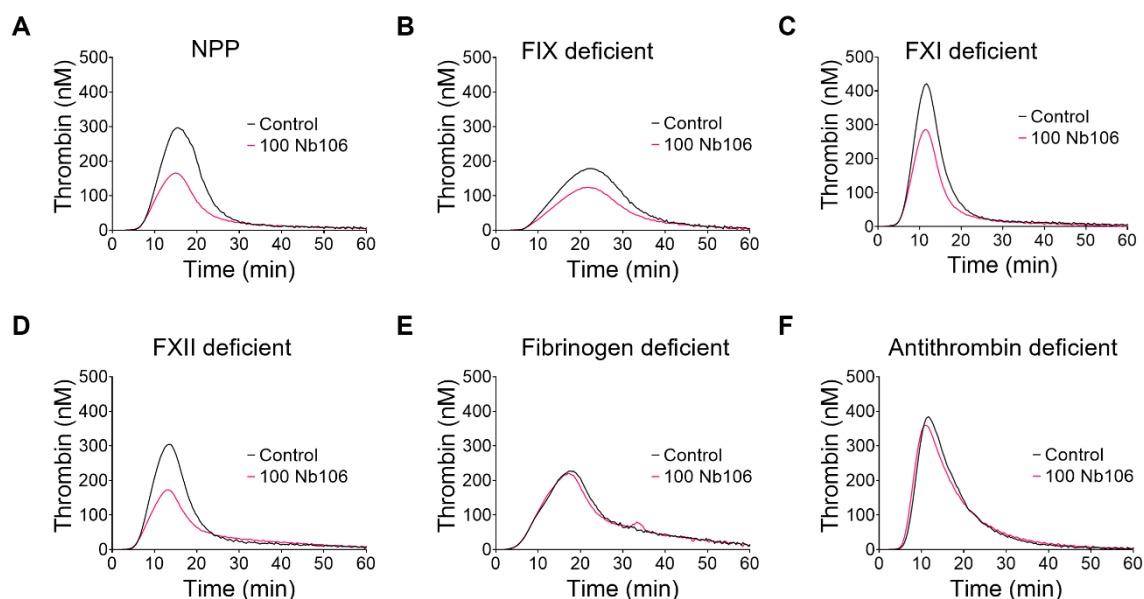 A
NPP
Thrombin (nM)
500
400
300
200
100
0
Control
100 Nb106
0 10 20 30 40 50 60
Time (min)
B
FIX deficient
Thrombin (nM)
500
400
300
200
100
0
Control
100 Nb106
0 10 20 30 40 50 60
Time (min)
C
FXI deficient
Thrombin (nM)
500
400
300
200
100
0
Control
100 Nb106
0 10 20 30 40 50 60
Time (min)
D
FXII deficient
Thrombin (nM)
500
400
300
200
100
0
Control
100 Nb106
0 10 20 30 40 50 60
Time (min)
E
Fibrinogen deficient
Thrombin (nM)
500
400
300
200
100
0
Control
100 Nb106
0 10 20 30 40 50 60
Time (min)
F
Antithrombin deficient
Thrombin (nM)
500
400
300
200
100
0
Control
100 Nb106
0 10 20 30 40 50 60
Time (min)